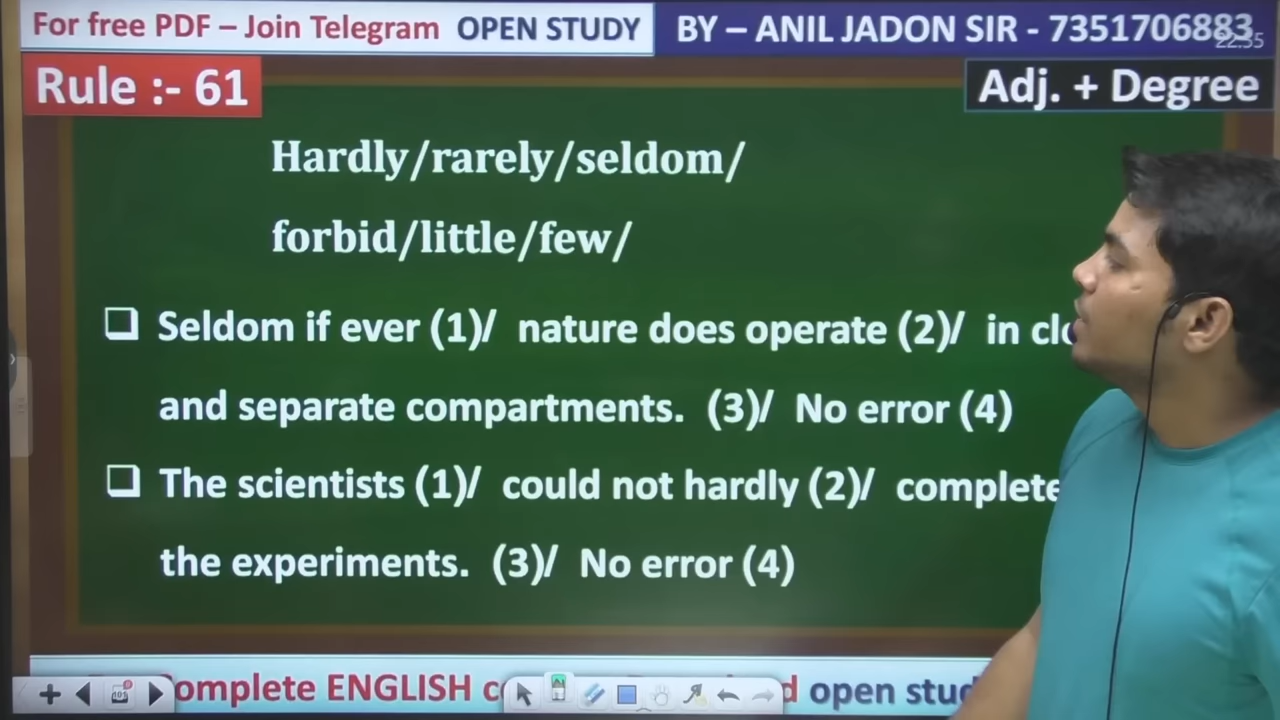 For free PDF – Join Telegram OPEN STUDY BY – ANIL JADON SIR - 7351706883
22:35
Rule :- 61 Adj. + Degree
Hardly/rarely/seldom/
forbid/little/few/
❑ Seldom if ever (1)/ nature does operate (2)/ in
and separate compartments. (3)/ No error (4)
❑ The scientists (1)/ could not hardly (2)/ complete
the experiments. (3)/ No error (4)
ENGLISH open